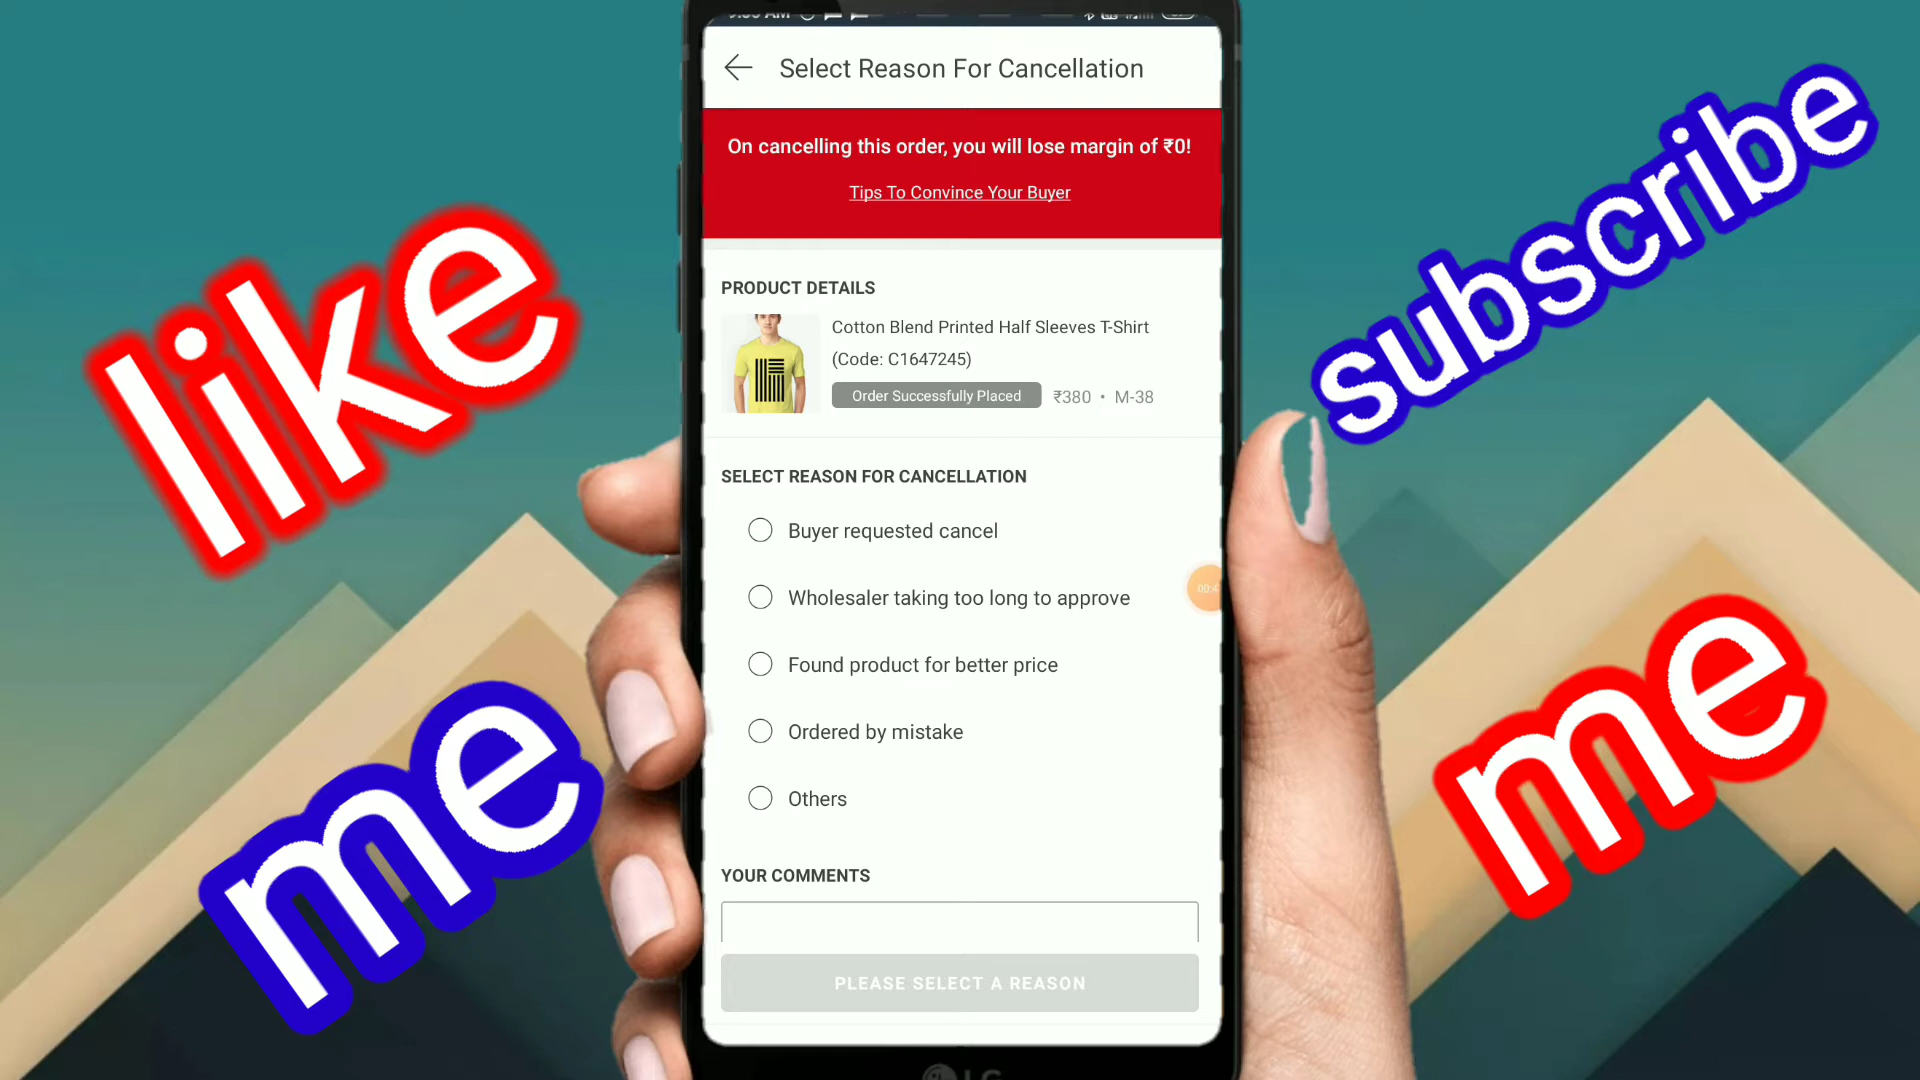 Select Reason For Cancellation
On cancelling this order, you will lose margin of ₹0!
Tips To Convince Your Buyer
PRODUCT DETAILS
Cotton Blend Printed Half Sleeves T-Shirt
(Code: C1647245)
Order Successfully Placed ₹380 • M-38
SELECT REASON FOR CANCELLATION
Buyer requested cancel
Wholesaler taking too long to approve
Found product for better price
Ordered by mistake
Others
YOUR COMMENTS
PLEASE SELECT A REASON
like
me
subscribe
me
LG